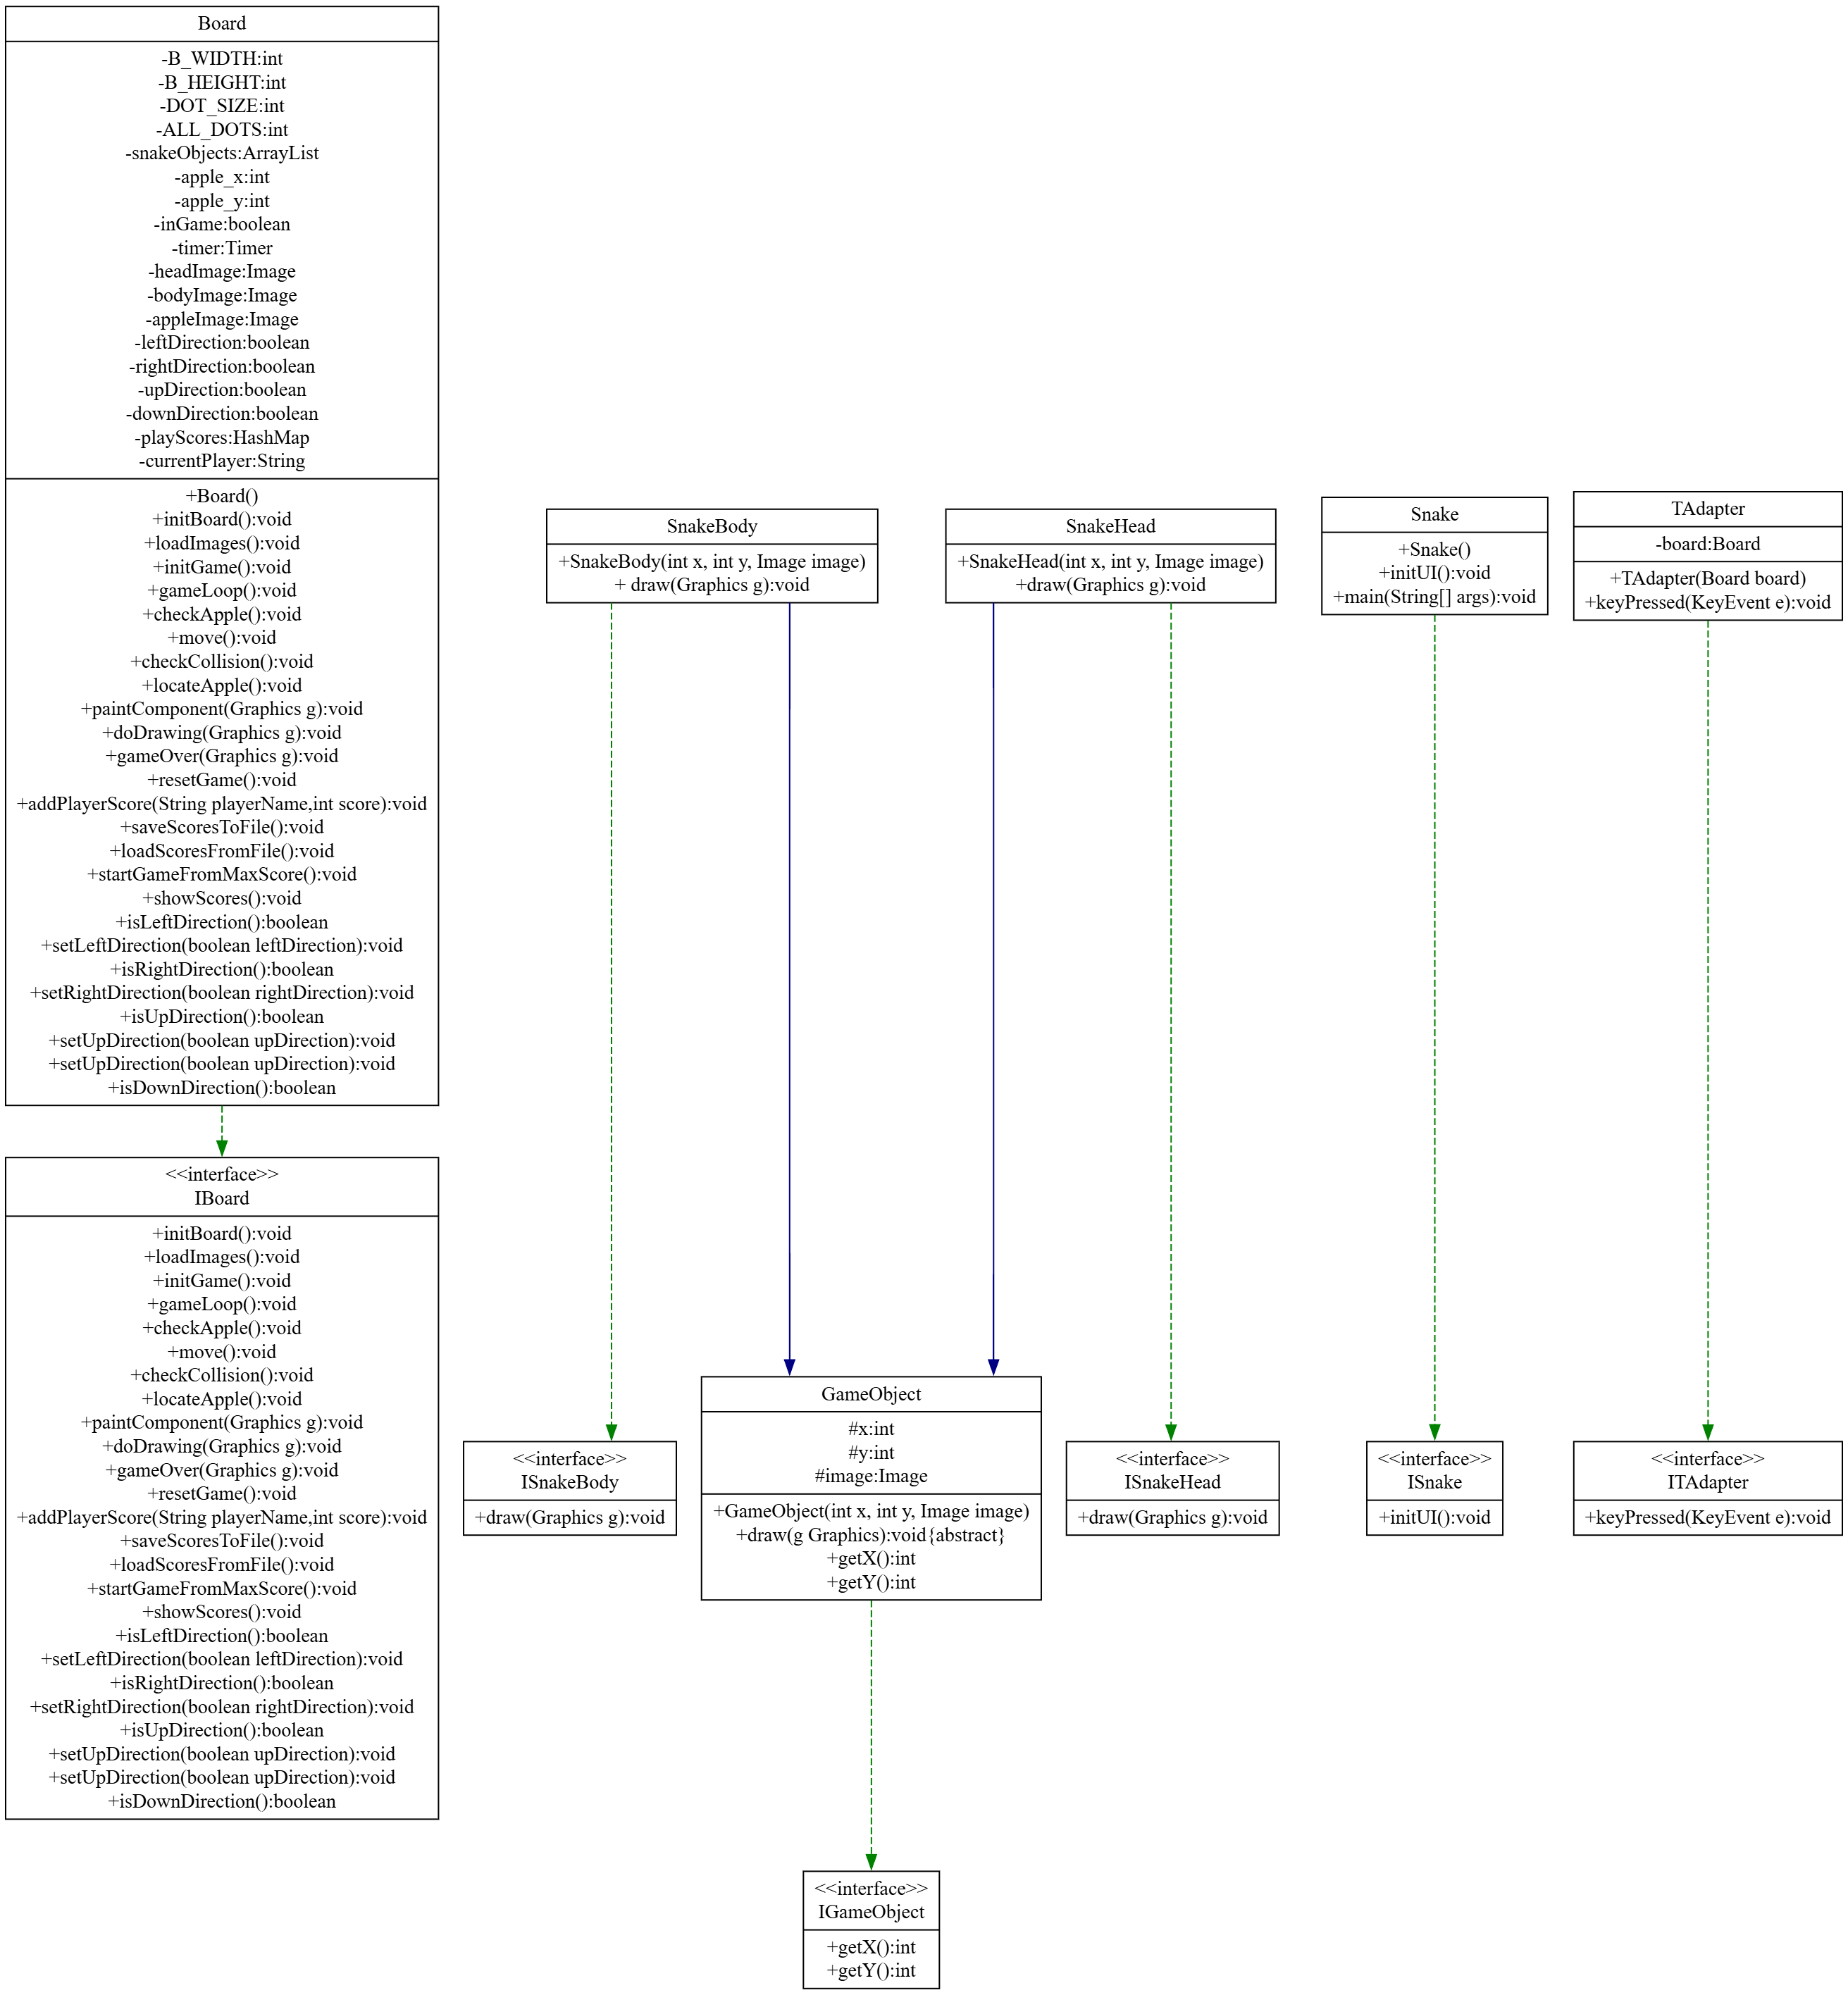 Board
-B_WIDTH:int
-B_HEIGHT:int
-DOT_SIZE:int
-ALL_DOTS:int
-snakeObjects:ArrayList
-apple_x:int
-apple_y:int
-inGame:boolean
-timer:Timer
-headImage:Image
-bodyImage:Image
-appleImage:Image
-leftDirection:boolean
-rightDirection:boolean
-upDirection:boolean
-downDirection:boolean
-playScores:HashMap
-currentPlayer:String
+Board()
+initBoard():void
+loadImages():void
+initGame():void
+gameLoop():void
+checkApple():void
+move():void
+checkCollision():void
+locateApple():void
+paintComponent(Graphics g):void
+doDrawing(Graphics g):void
+gameOver(Graphics g):void
+resetGame():void
+addPlayerScore(String playerName,int score):void
+saveScoresToFile():void
+loadScoresFromFile():void
+startGameFromMaxScore():void
+showScores():void
+isLeftDirection():boolean
+setLeftDirection(boolean leftDirection):void
+isRightDirection():boolean
+setRightDirection(boolean rightDirection):void
+isUpDirection():boolean
+setUpDirection(boolean upDirection):void
+setUpDirection(boolean upDirection):void
+isDownDirection():boolean
SnakeBody
+SnakeBody(int x, int y, Image image)
+ draw(Graphics g):void
SnakeHead
+SnakeHead(int x, int y, Image image)
+draw(Graphics g):void
Snake
+Snake()
+initUI():void
+main(String[] args):void
TAdapter
-board:Board
+TAdapter(Board board)
+keyPressed(KeyEvent e):void
<<interface>>
IBoard
+initBoard():void
+loadImages():void
+initGame():void
+gameLoop():void
+checkApple():void
+move():void
+checkCollision():void
+locateApple():void
+paintComponent(Graphics g):void
+doDrawing(Graphics g):void
+gameOver(Graphics g):void
+resetGame():void
+addPlayerScore(String playerName,int score):void
+saveScoresToFile():void
+loadScoresFromFile():void
+startGameFromMaxScore():void
+showScores():void
+isLeftDirection():boolean
+setLeftDirection(boolean leftDirection):void
+isRightDirection():boolean
+setRightDirection(boolean rightDirection):void
+isUpDirection():boolean
+setUpDirection(boolean upDirection):void
+setUpDirection(boolean upDirection):void
+isDownDirection():boolean
<<interface>>
ISnakeBody
+draw(Graphics g):void
GameObject
#x:int
#y:int
#image:Image
+GameObject(int x, int y, Image image)
+draw(g Graphics):void{abstract}
+getX():int
+getY():int
<<interface>>
ISnakeHead
+draw(Graphics g):void
<<interface>>
ISnake
+initUI():void
<<interface>>
ITAdapter
+keyPressed(KeyEvent e):void
<<interface>>
IGameObject
+getX():int
+getY():int